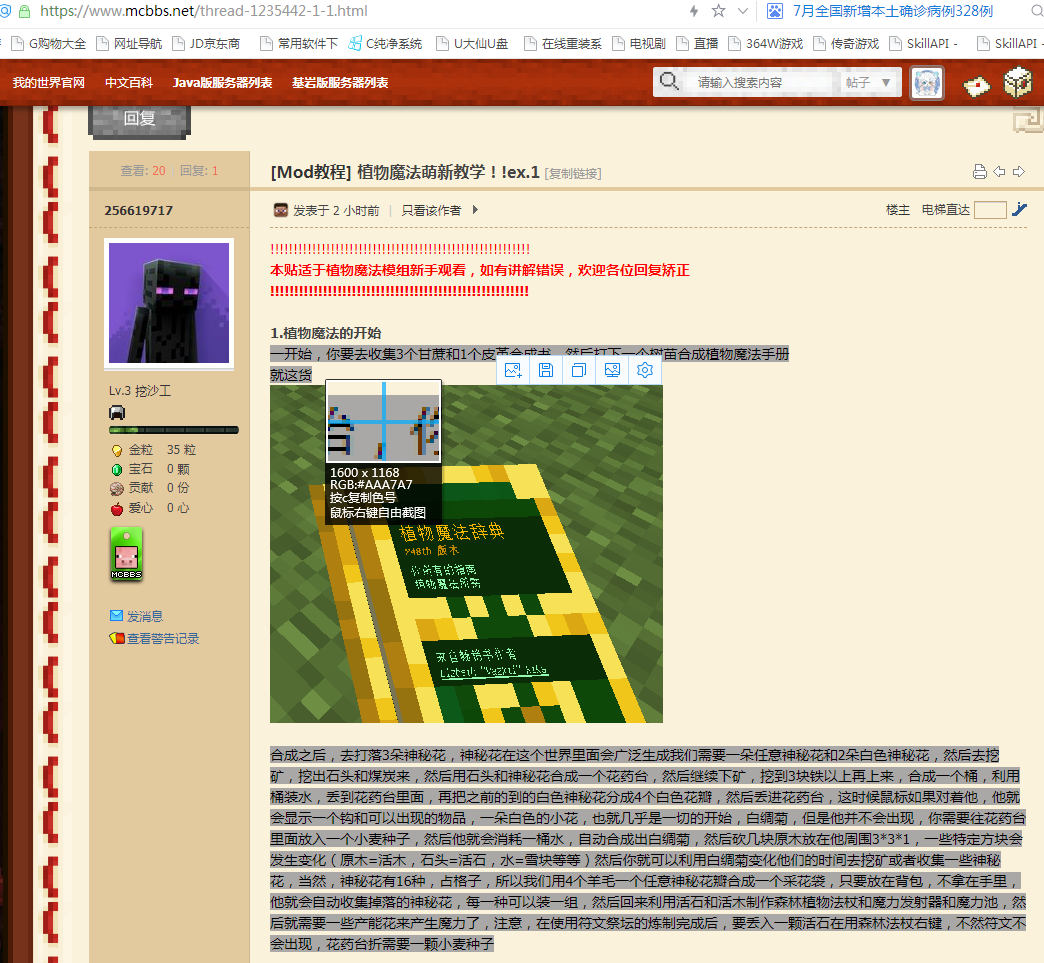 https://www.mcbbs.net/thread-1235442-1-1.html
7月全国新增本土确诊病例328例
G购物大全 网址导航 JD京东商 常用软件下 C纯净系统 U大仙U盘 在线重装系 电视剧 直播 364W游戏 传奇游戏 SkillAPI - SkillAPI -
我的世界官网 中文百科 Java版服务器列表 基岩版服务器列表 请输入搜索内容 帖子
回复
查看: 20 回复: 1
[Mod教程] 植物魔法萌新教学！!ex.1 [复制链接]
256619717
发表于 2 小时前 只看该作者 楼主 电梯直达
本贴适于植物魔法模组新手观看，如有讲解错误，欢迎各位回复矫正
1.植物魔法的开始
一开始，你要去收集3个甘蔗和1个皮革合成书，然后打下一个树苗合成植物魔法手册
就这货
1600 x 1168
RGB:#AAA7A7
按c复制色号
鼠标右键自由截图
植物魔法辞典
你所有的指南
来自畅销书作者
Lv.3 挖沙工
金粒 35 粒
宝石 0 颗
贡献 0 份
爱心 0 心
MCBBS
发消息
查看警告记录
合成之后，去打落3朵神秘花，神秘花在这个世界里面会广泛生成我们需要一朵任意神秘花和2朵白色神秘花，然后去挖
矿，挖出石头和煤炭来，然后用石头和神秘花合成一个花药台，然后继续下矿，挖到3块铁以上再上来，合成一个桶，利用
桶装水，丢到花药台里面，再把之前的到的白色神秘花分成4个白色花瓣，然后丢进花药台，这时候鼠标如果对着他，他就
会显示一个钩和可以出现的物品，一朵白色的小花，也就几乎是一切的开始，白绸菊，但是他并不会出现，你需要往花药台
里面放入一个小麦种子，然后他就会消耗一桶水，自动合成出白绸菊，然后砍几块原木放在他周围3*3*1，一些特定方块会
发生变化（原木=活木，石头=活石，水=雪块等等）然后你就可以利用白绸菊变化他们的时间去挖矿或者收集一些神秘
花，当然，神秘花有16种，占格子，所以我们用4个羊毛一个任意神秘花瓣合成一个采花袋，只要放在背包，不拿在手里，
他就会自动收集掉落的神秘花，每一种可以装一组，然后回来利用活石和活木制作森林植物法杖和魔力发射器和魔力池，然
后就需要一些产能花来产生魔力了，注意，在使用符文祭坛的炼制完成后，要丢入一颗活石在用森林法杖右键，不然符文不
会出现，花药台折需要一颗小麦种子